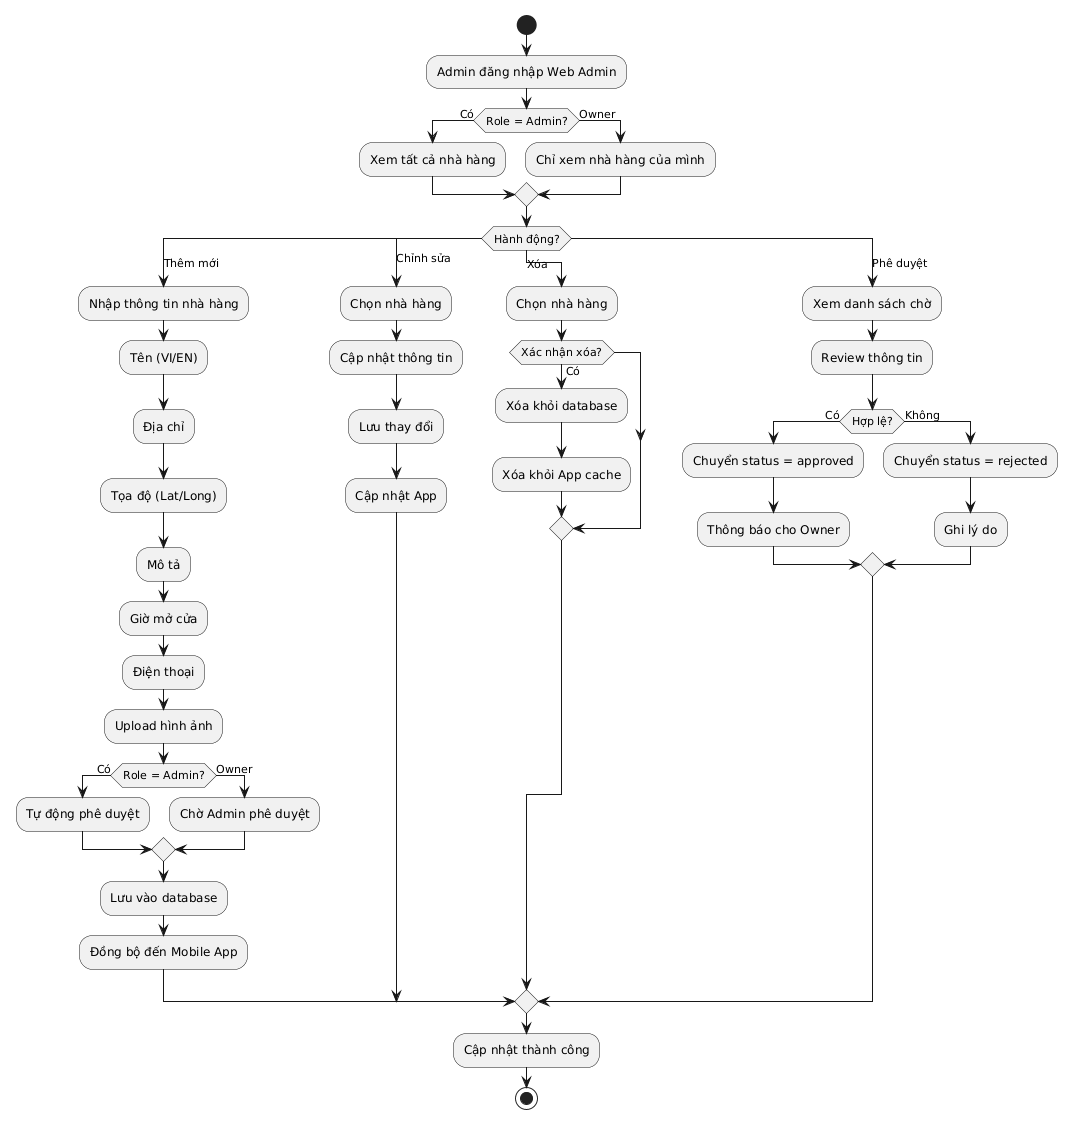 Admin đăng nhập Web Admin
Role = Admin?
Có
Owner
Xem tất cả nhà hàng
Chỉ xem nhà hàng của mình
Hành động?
Thêm mới
Nhập thông tin nhà hàng
Tên (VI/EN)
Địa chỉ
Tọa độ (Lat/Long)
Mô tả
Giờ mở cửa
Điện thoại
Upload hình ảnh
Role = Admin?
Có
Owner
Tự động phê duyệt
Chờ Admin phê duyệt
Lưu vào database
Đồng bộ đến Mobile App
Chỉnh sửa
Chọn nhà hàng
Cập nhật thông tin
Lưu thay đổi
Cập nhật App
Xóa
Chọn nhà hàng
Xác nhận xóa?
Có
Xóa khỏi database
Xóa khỏi App cache
Phê duyệt
Xem danh sách chờ
Review thông tin
Hợp lệ?
Có
Không
Chuyển status = approved
Thông báo cho Owner
Chuyển status = rejected
Ghi lý do
Cập nhật thành công